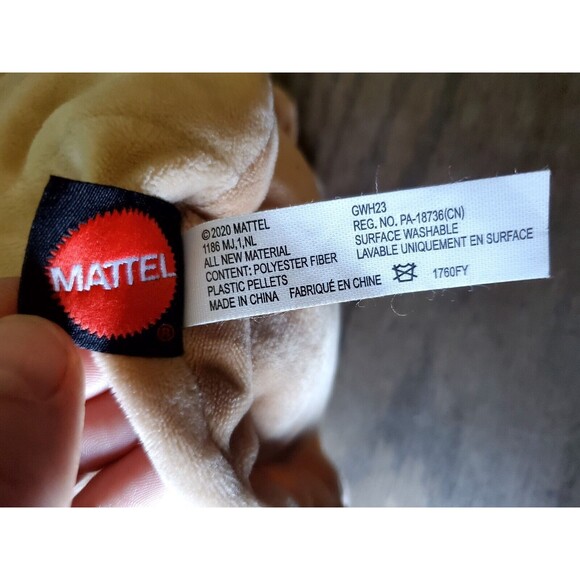 MATTEL
®
© 2020 MATTEL
1186 MJ,1,NL
ALL NEW MATERIAL
CONTENT: POLYESTER FIBER
PLASTIC PELLETS
MADE IN CHINA FABRIQUÉ EN CHINE
GWH23
REG. NO. PA-18736(CN)
SURFACE WASHABLE
LAVABLE UNIQUEMENT EN SURFACE
1760FY